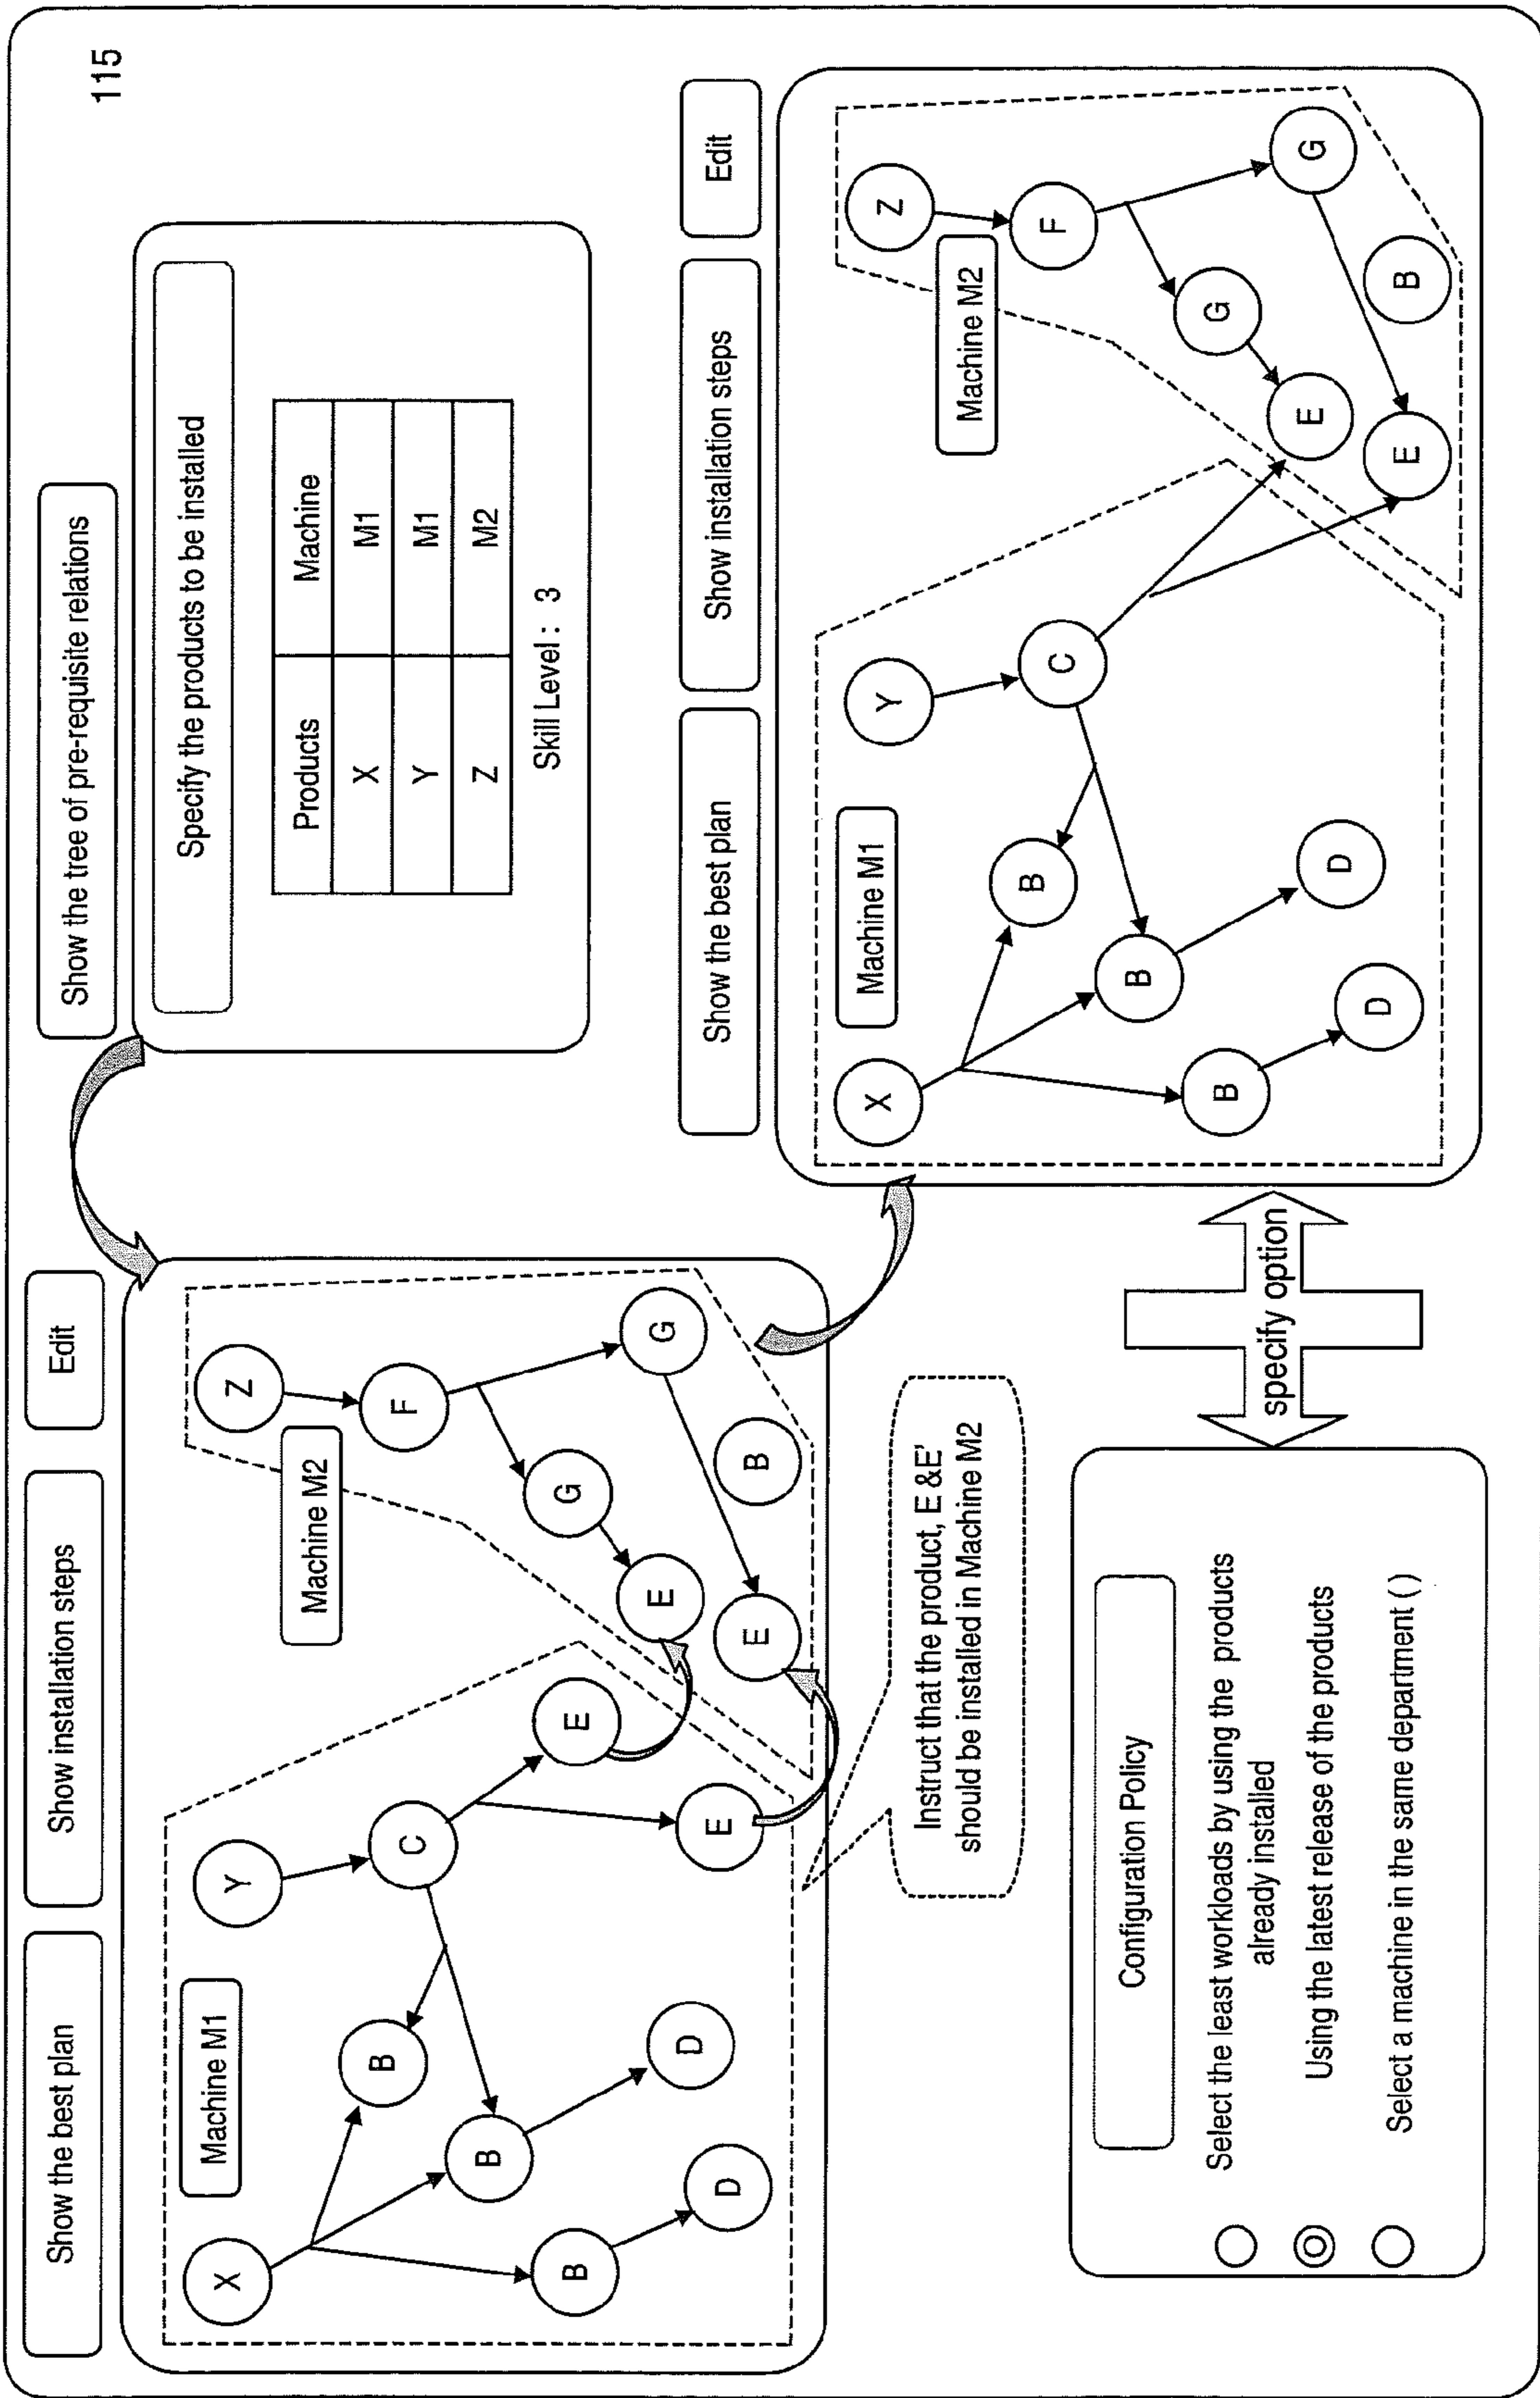 Show the best plan
Show installation steps
Edit
Machine M1
Machine M2
X
Y
Z
B
C
F
B
B
E
G
D
D
E
E
E
G
B
Instruct that the product, E &E'
should be installed in Machine M2
115
Show the tree of pre-requisite relations
Specify the products to be installed
Products Machine
X M1
Y M1
Z M2
Skill Level : 3
Configuration Policy
Select the least workloads by using the products
already installed
Using the latest release of the products
Select a machine in the same department ( )
specify option
Show the best plan
Show installation steps
Edit
Machine M1
Machine M2
X
Y
Z
B
C
F
B
B
G
D
D
E
E
G
B